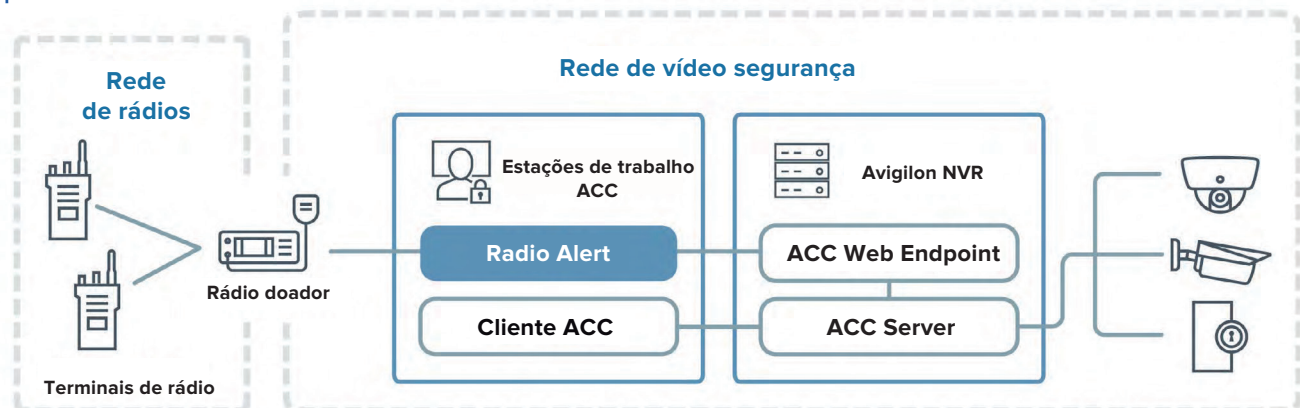 Rede
de rádios
Terminais de rádio
Rádio doador
Rede de vídeo segurança
Estações de trabalho
ACC
Radio Alert
Cliente ACC
Avigilon NVR
ACC Web Endpoint
ACC Server